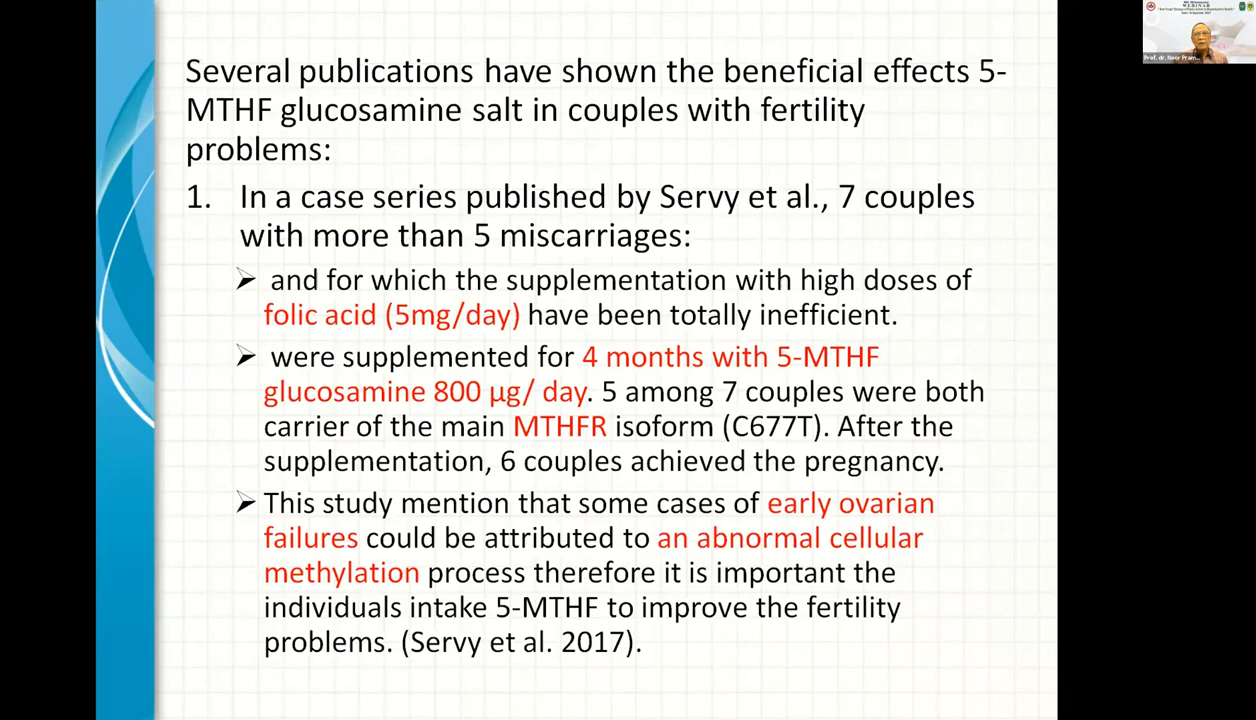 Several publications have shown the beneficial effects 5-
MTHF glucosamine salt in couples with fertility
problems:
1. In a case series published by Servy et al., 7 couples
with more than 5 miscarriages:
➢ and for which the supplementation with high doses of
folic acid (5mg/day) have been totally inefficient.
➢ were supplemented for 4 months with 5-MTHF
glucosamine 800 µg/ day. 5 among 7 couples were both
carrier of the main MTHFR isoform (C677T). After the
supplementation, 6 couples achieved the pregnancy.
➢ This study mention that some cases of early ovarian
failures could be attributed to an abnormal cellular
methylation process therefore it is important the
individuals intake 5-MTHF to improve the fertility
problems. (Servy et al. 2017).
WEBINAR
Prof. dr. Noor Pram...